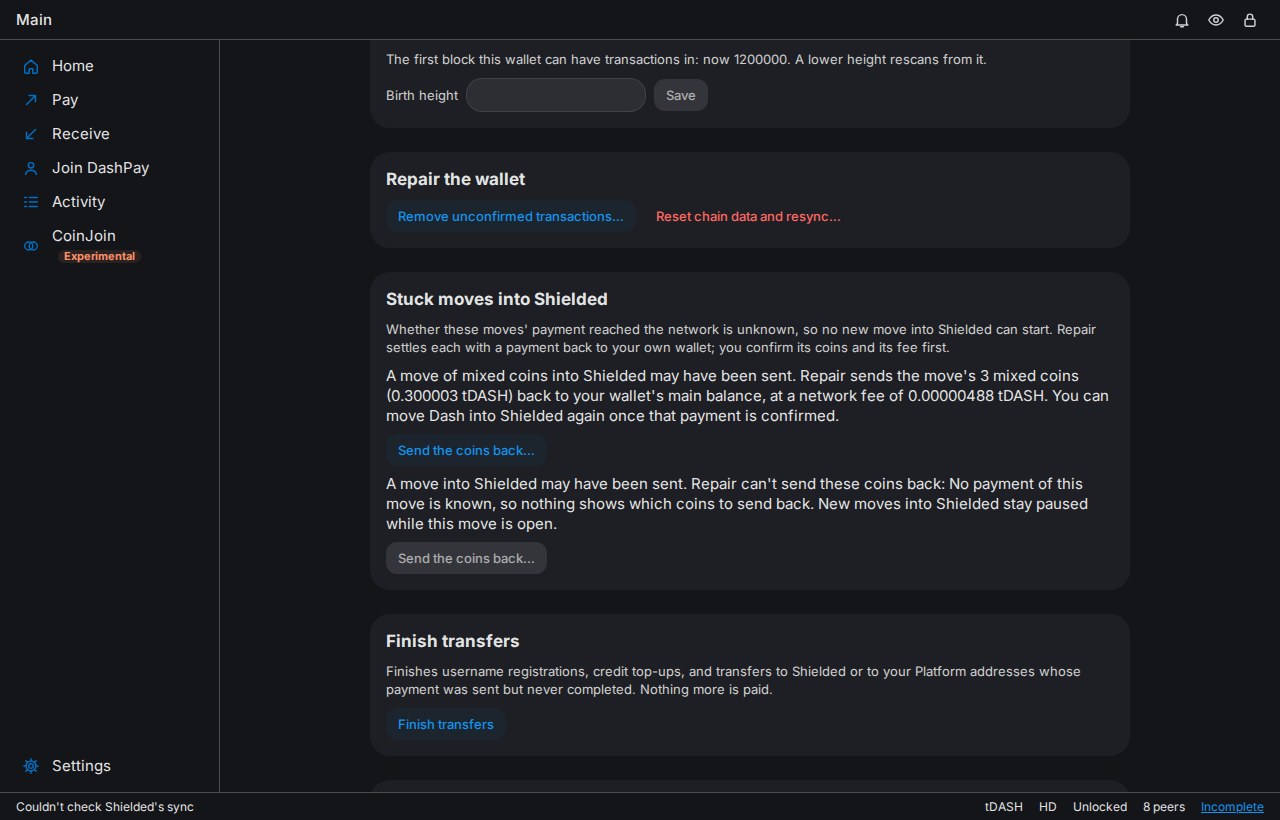 Main
Home
Pay
Receive
Join DashPay
Activity
CoinJoin
Experimental
Settings
The first block this wallet can have transactions in: now 1200000. A lower height rescans from it.
Birth height
Save
Repair the wallet
Remove unconfirmed transactions...
Reset chain data and resync...
Stuck moves into Shielded
Whether these moves' payment reached the network is unknown, so no new move into Shielded can start. Repair
settles each with a payment back to your own wallet; you confirm its coins and its fee first.
A move of mixed coins into Shielded may have been sent. Repair sends the move's 3 mixed coins
(0.300003 tDASH) back to your wallet's main balance, at a network fee of 0.00000488 tDASH. You can
move Dash into Shielded again once that payment is confirmed.
Send the coins back...
A move into Shielded may have been sent. Repair can't send these coins back: No payment of this
move is known, so nothing shows which coins to send back. New moves into Shielded stay paused
while this move is open.
Send the coins back...
Finish transfers
Finishes username registrations, credit top-ups, and transfers to Shielded or to your Platform addresses whose
payment was sent but never completed. Nothing more is paid.
Finish transfers
Couldn't check Shielded's sync
tDASH
HD
Unlocked
8 peers
Incomplete